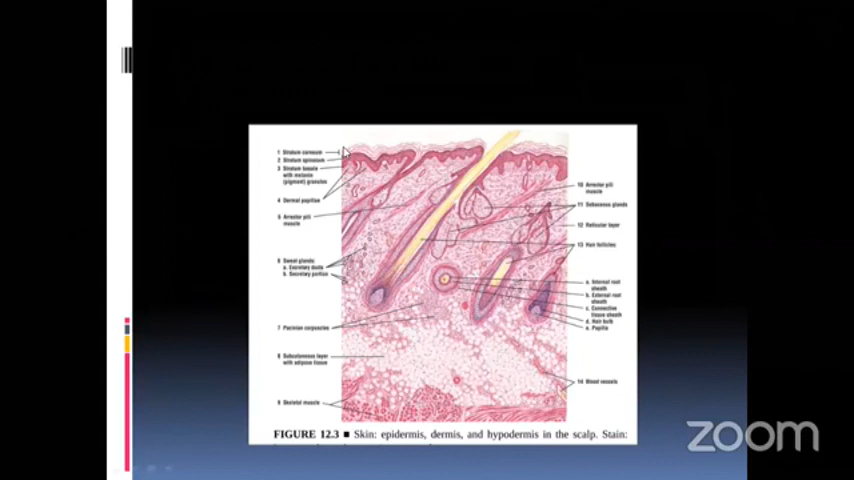 1 Stratum corneum
2 Stratum spinosum
3 Stratum basale
with melanin
(pigment) granules
4 Dermal papillae
5 Arrector pili
muscle
6 Sweat glands:
a. Excretory ducts
b. Secretory portion
7 Pacinian corpuscles
8 Subcutaneous layer
with adipose tissue
9 Skeletal muscle
10 Arrector pili
muscle
11 Sebaceous glands
12 Reticular layer
13 Hair follicles:
a. Internal root
sheath
b. External root
sheath
c. Connective
tissue sheath
d. Hair bulb
e. Papilla
14 Blood vessels
FIGURE 12.3 ■ Skin: epidermis, dermis, and hypodermis in the scalp. Stain:
zoom